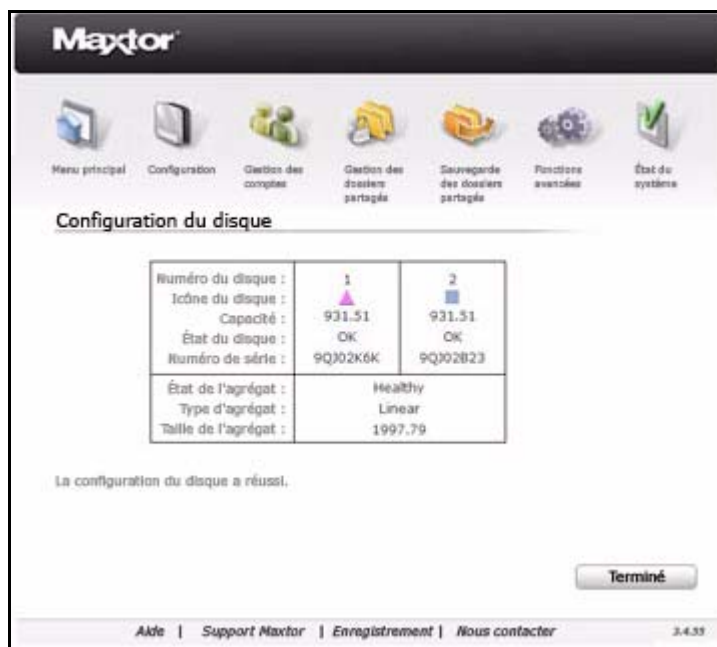 Maxtor
Menu principal
Configuration
Gestion des comptes
Gestion des dossiers partagés
Sauvegarde des dossiers partagés
Fonctions avancées
État du système
Configuration du disque
Numéro du disque : 1 2
Icône du disque :
Capacité : 931.51 931.51
État du disque : OK OK
Numéro de série : 9QJ02K6K 9QJ02B23
État de l'agrégat : Healthy
Type d'agrégat : Linear
Taille de l'agrégat : 1997.79
La configuration du disque a réussi.
Terminé
Aide | Support Maxtor | Enregistrement | Nous contacter 3.4.55